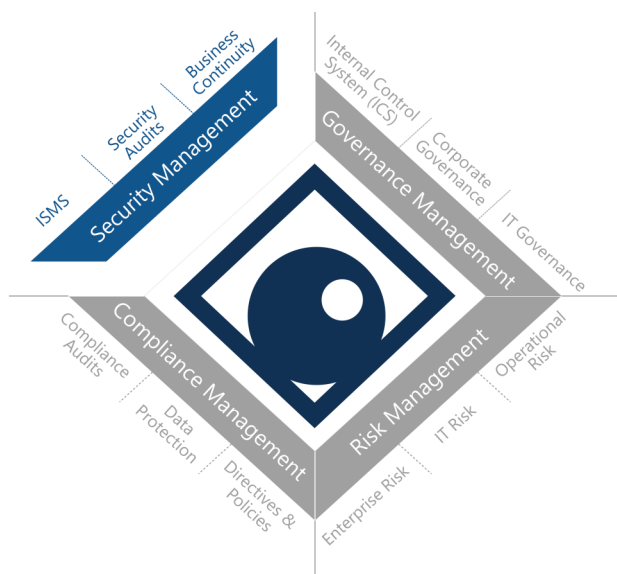 Business
Continuity
Security
Audits
ISMS
Security Management
Internal Control
System (ICS)
Corporate
Governance
IT Governance
Governance Management
Compliance Management
Compliance
Audits
Data
Protection
Directives &
Policies
Risk Management
Operational
Risk
IT Risk
Enterprise Risk